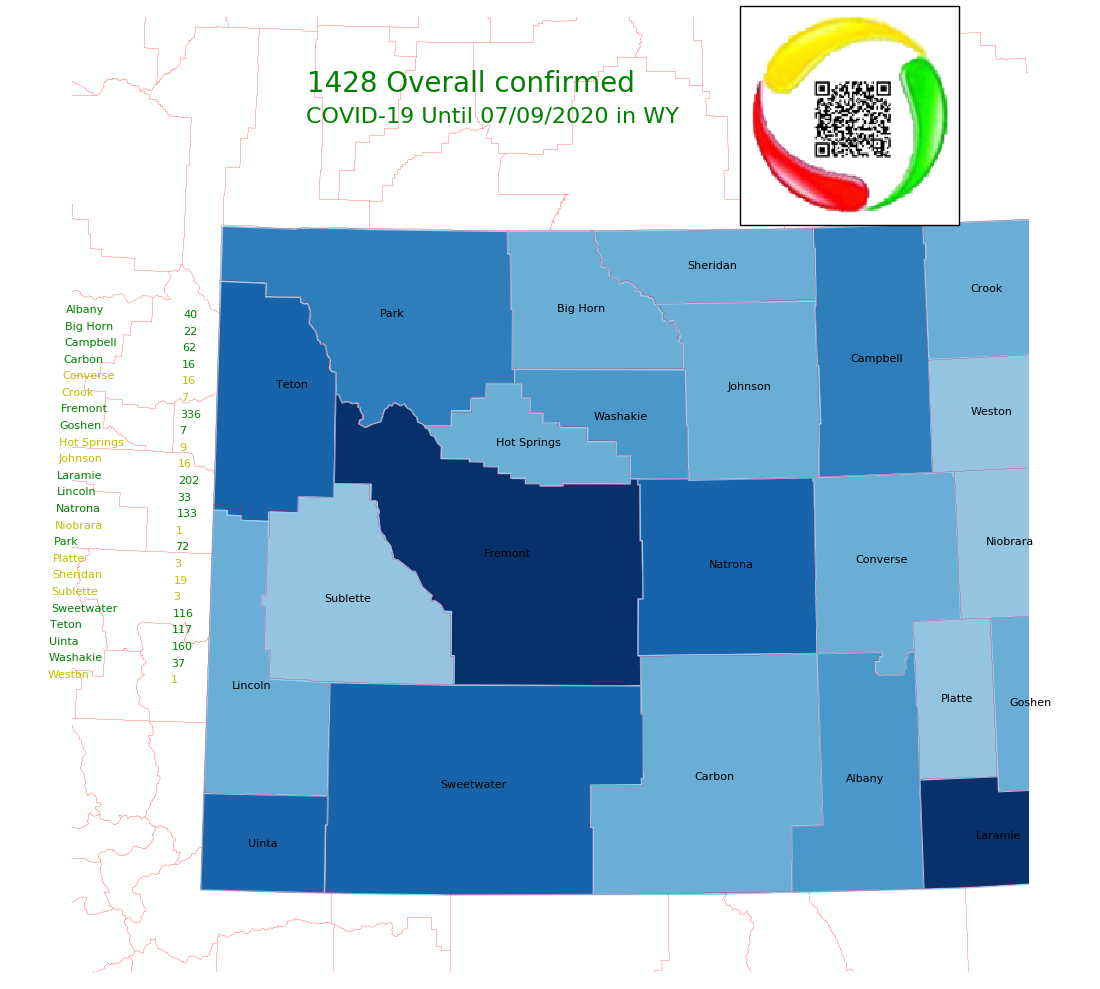 1428 Overall confirmed
COVID-19 Until 07/09/2020 in WY
Albany 40
Big Horn 22
Campbell 62
Carbon 16
Converse 16
Crook 7
Fremont 336
Goshen 7
Hot Springs 9
Johnson 16
Laramie 202
Lincoln 33
Natrona 133
Niobrara 1
Park 72
Platte 3
Sheridan 19
Sublette 3
Sweetwater 116
Teton 117
Uinta 160
Washakie 37
Weston 1
Sheridan
Crook
Big Horn
Park
Campbell
Teton
Johnson
Weston
Washakie
Hot Springs
Niobrara
Fremont
Converse
Natrona
Sublette
Lincoln
Platte
Goshen
Carbon
Albany
Sweetwater
Laramie
Uinta